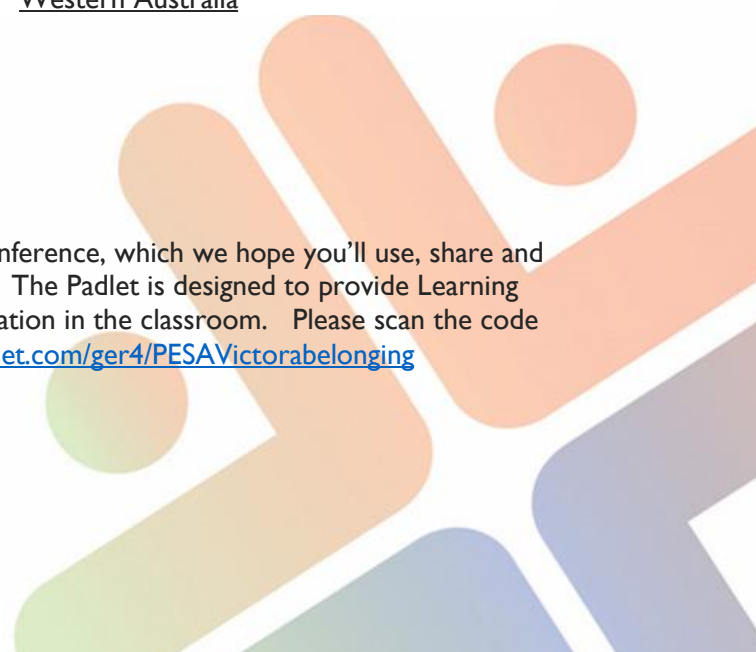 Western Australia
nference, which we hope you'll use, share and
The Padlet is designed to provide Learning
ation in the classroom. Please scan the code
et.com/ger4/PESAVictorabelonging